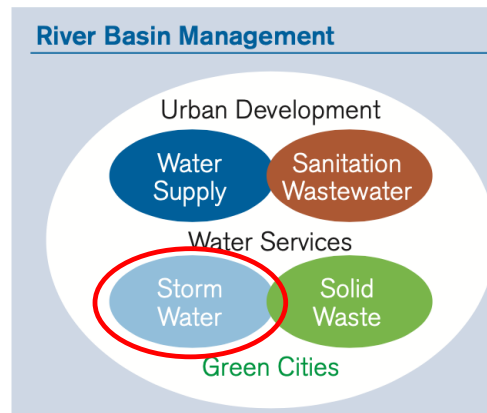 River Basin Management
Urban Development
Water
Supply
Sanitation
Wastewater
Water Services
Storm
Water
Solid
Waste
Green Cities